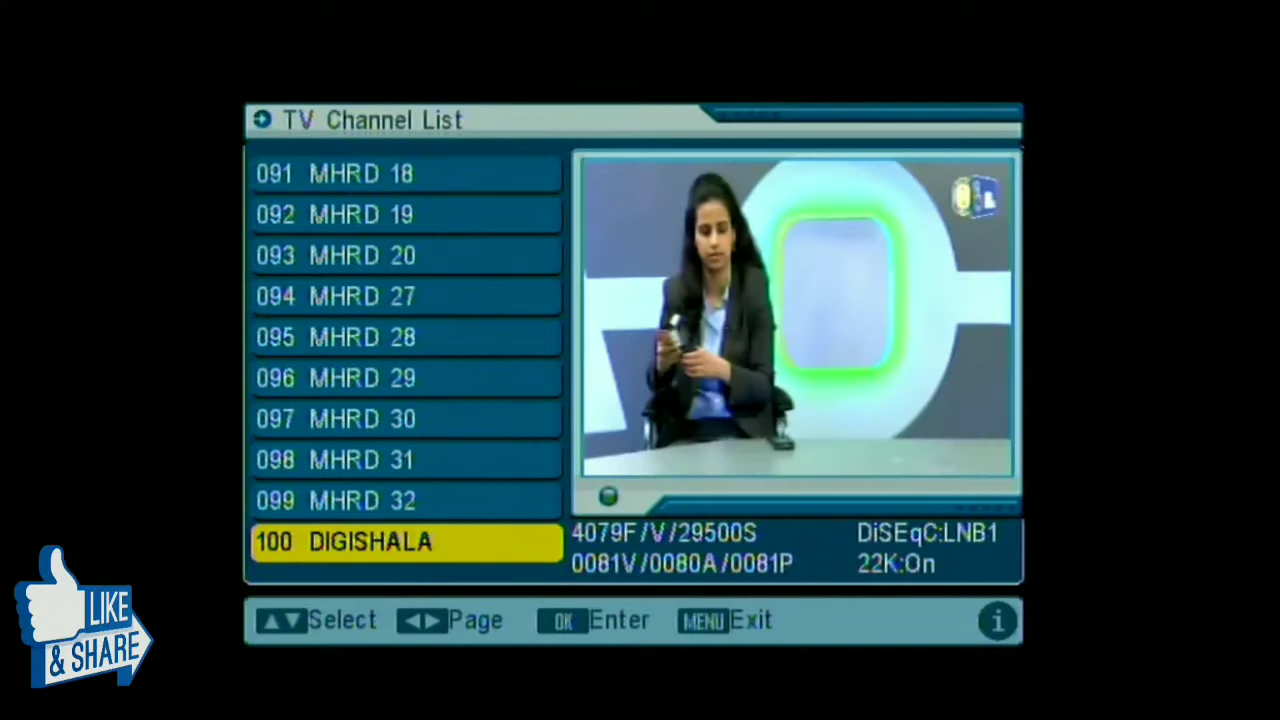 TV Channel List
091 MHRD 18
092 MHRD 19
093 MHRD 20
094 MHRD 27
095 MHRD 28
096 MHRD 29
097 MHRD 30
098 MHRD 31
099 MHRD 32
100 DIGISHALA
4079F/V/29500S DiSEqC:LNB1
0081V/0080A/0081P 22K:On
Select Page OK Enter MENU Exit i
LIKE
& SHARE